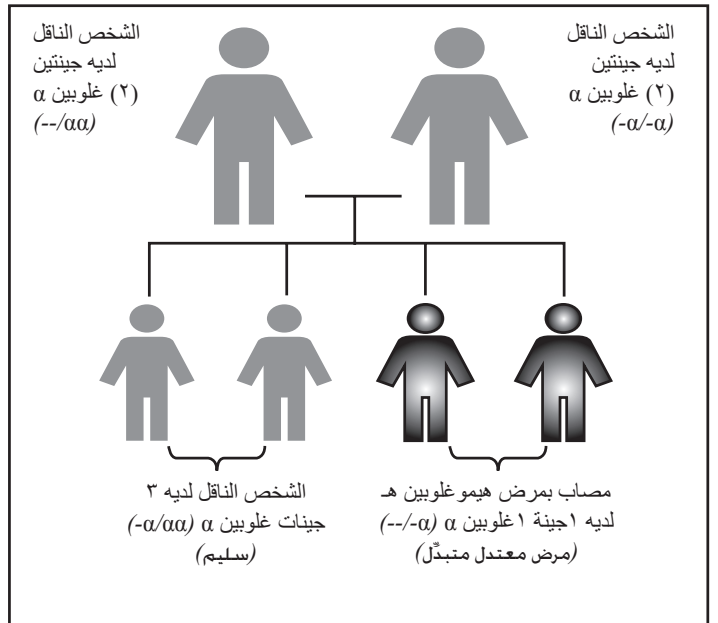 الشخص الناقل
لديه جينتين
(٢) غلوبين α
(-α/-α)
الشخص الناقل
لديه جينتين
(٢) غلوبين α
(--/αα)
مصاب بمرض هيموغلوبين هـ
لديه ١جينة ١غلوبين α (--/-α)
(مرض معتدل متبدِّل)
الشخص الناقل لديه ٣
جينات غلوبين α (-α/αα)
(سليم)